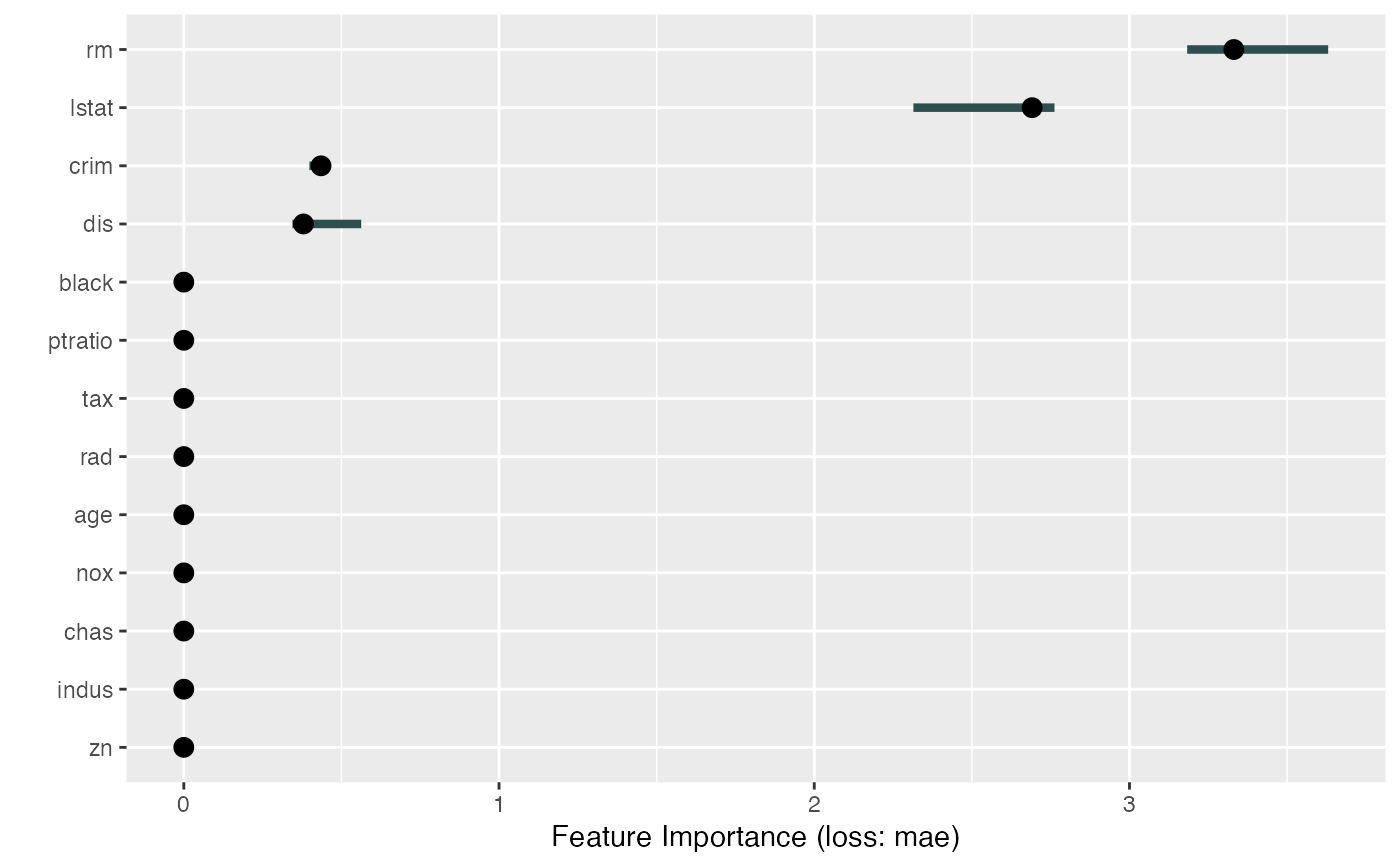 rm
lstat
crim
dis
black
ptratio
tax
rad
age
nox
chas
indus
zn
0 1 2 3
Feature Importance (loss: mae)